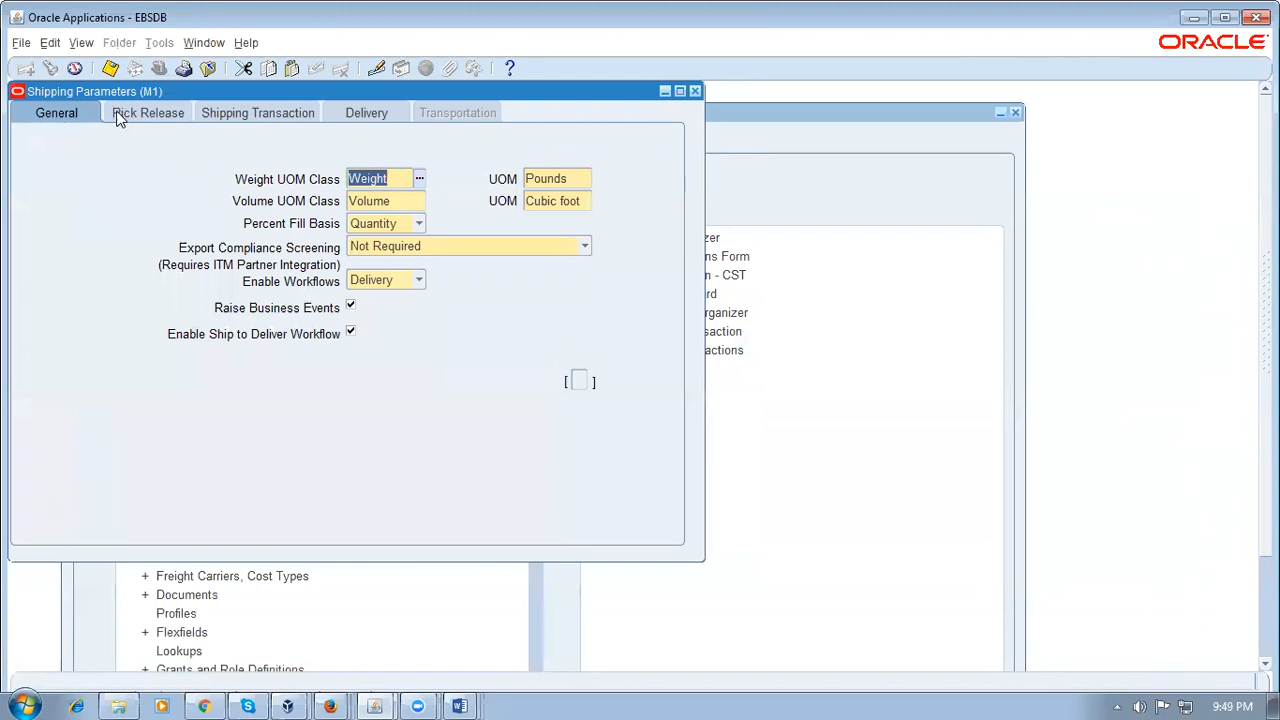 Oracle Applications - EBSDB
File Edit View Folder Tools Window Help
ORACLE
Shipping Parameters (M1)
General Pick Release Shipping Transaction Delivery Transportation
Weight UOM Class Weight ... UOM Pounds
Volume UOM Class Volume UOM Cubic foot
Percent Fill Basis Quantity
Export Compliance Screening Not Required
(Requires ITM Partner Integration)
Enable Workflows Delivery
Raise Business Events
Enable Ship to Deliver Workflow
[ ]
ns Form
n - CST
rd
rganizer
saction
actions
+ Freight Carriers, Cost Types
+ Documents
Profiles
+ Flexfields
Lookups
+ Grants and Role Definitions
9:49 PM